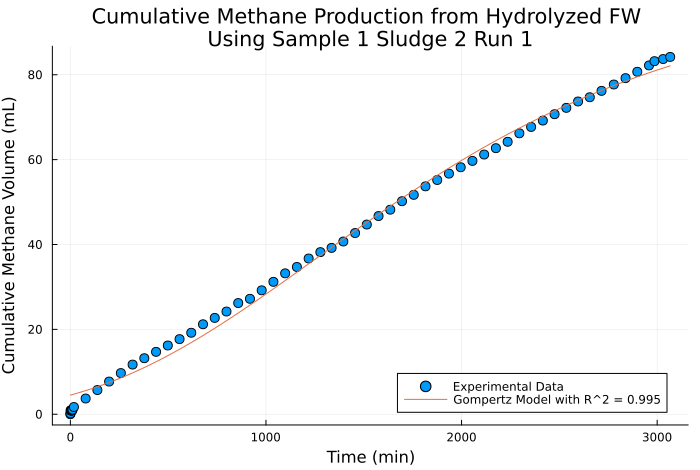 Cumulative Methane Production from Hydrolyzed FW
Using Sample 1 Sludge 2 Run 1
Cumulative Methane Volume (mL)
80
60
40
20
0
0
1000
2000
3000
Time (min)
Experimental Data
Gompertz Model with R^2 = 0.995